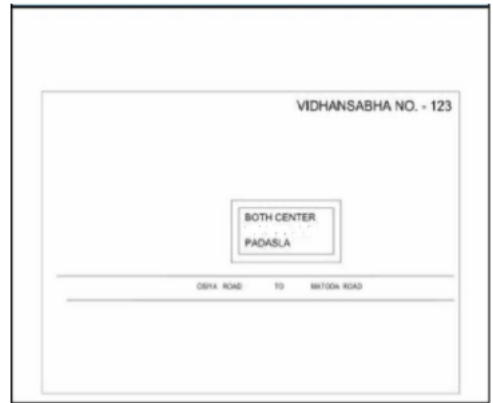 VIDHANSABHA NO. - 123
BOTH CENTER
PADASLA
OSIYA ROAD TO MATODA ROAD